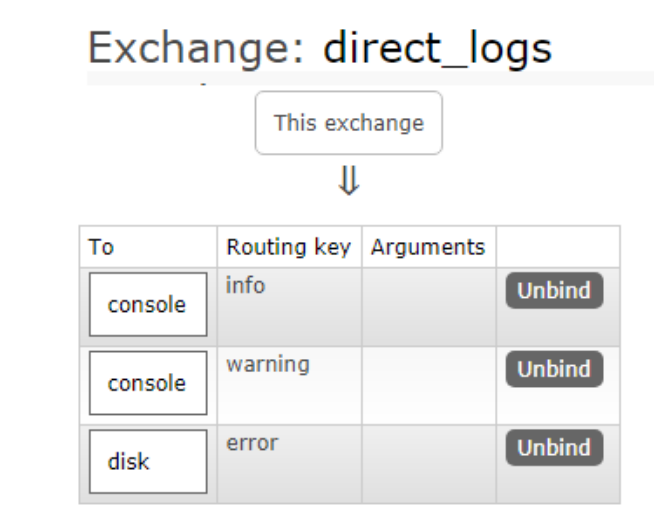 Exchange: direct_logs
This exchange
⇓
To Routing key Arguments
console info Unbind
console warning Unbind
disk error Unbind